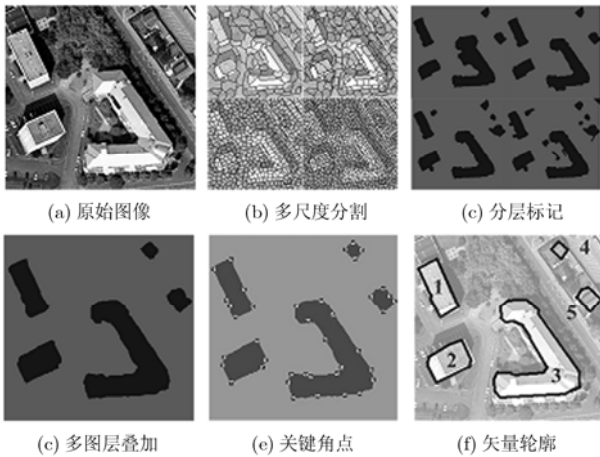 (a) 原始图像
(b) 多尺度分割
(c) 分层标记
1
2
3
4
5
(c) 多图层叠加
(e) 关键角点
(f) 矢量轮廓